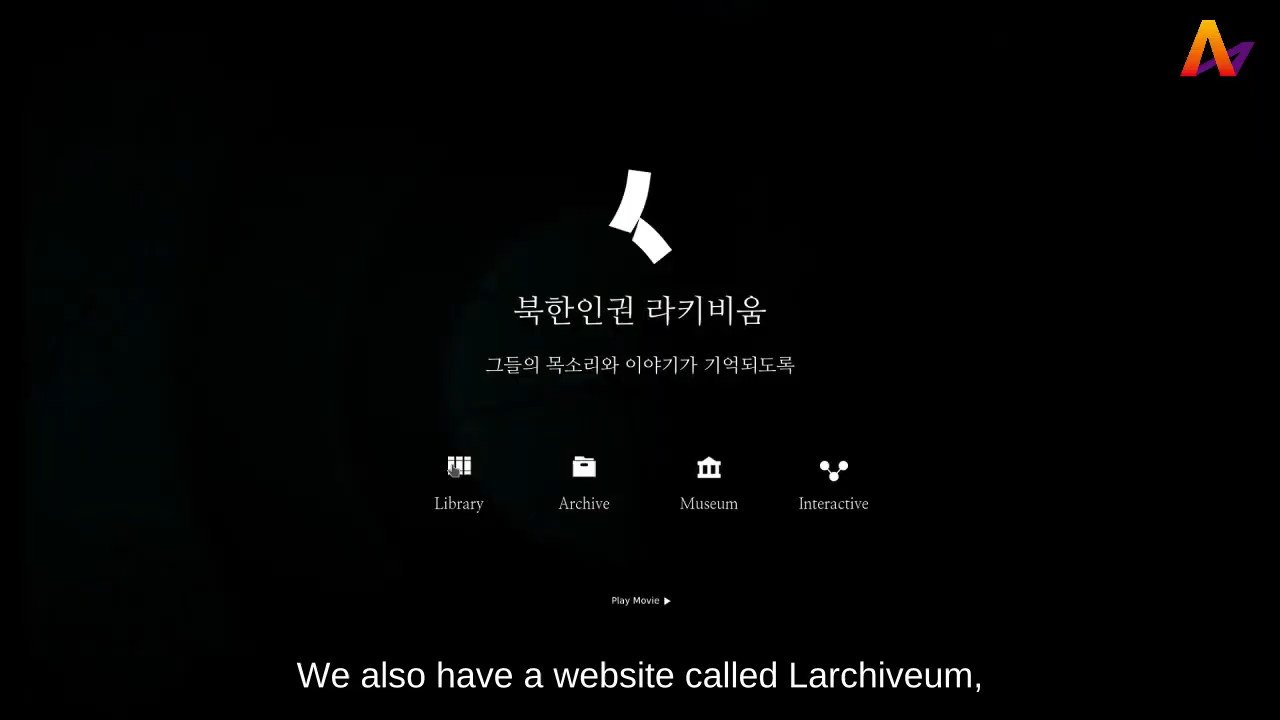 북한인권 라키비움
그들의 목소리와 이야기가 기억되도록
Library
Archive
Museum
Interactive
Play Movie
We also have a website called Larchiveum,